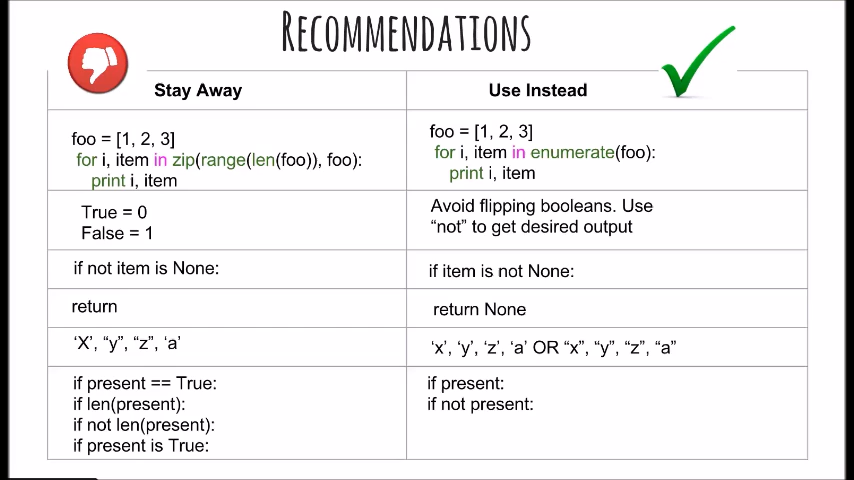 RECOMMENDATIONS
Stay Away
Use Instead
foo = [1, 2, 3]
for i, item in zip(range(len(foo)), foo):
print i, item
foo = [1, 2, 3]
for i, item in enumerate(foo):
print i, item
True = 0
False = 1
Avoid flipping booleans. Use
“not” to get desired output
if not item is None:
if item is not None:
return
return None
‘X’, “y”, “z”, ‘a’
‘x’, ‘y’, ‘z’, ‘a’ OR “x”, “y”, “z”, “a”
if present == True:
if len(present):
if not len(present):
if present is True:
if present:
if not present: